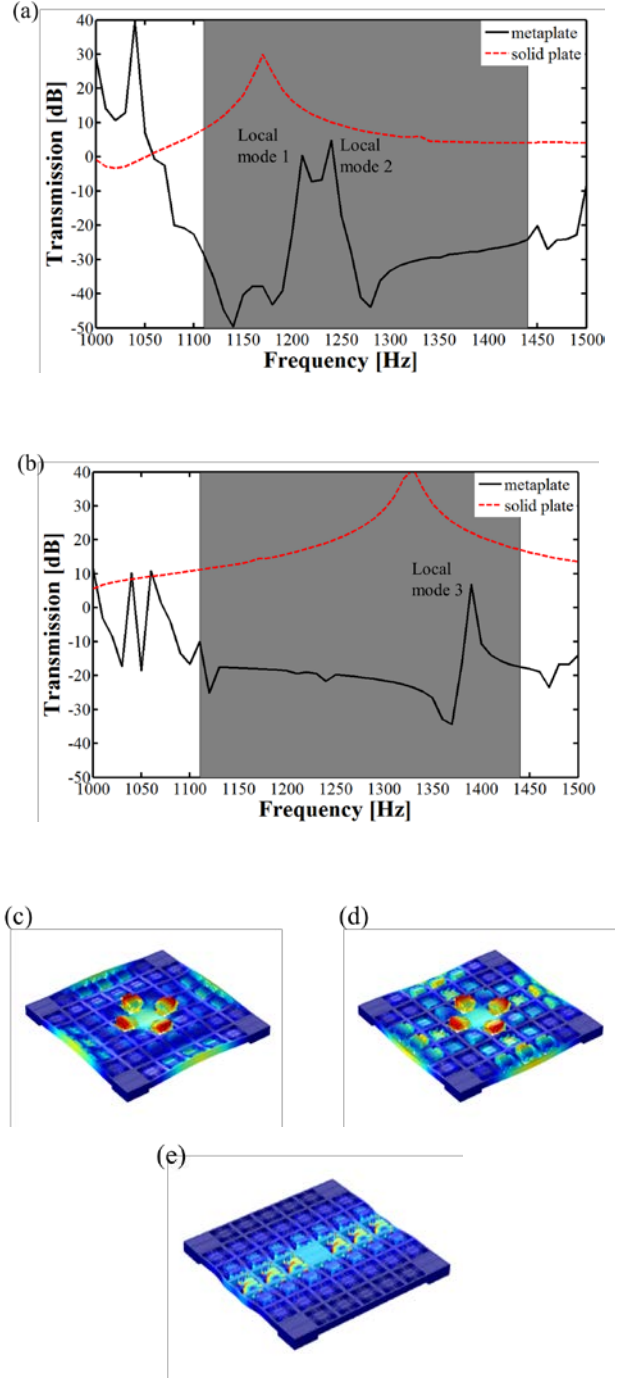 (a)
40
30
20
10
0
-10
-20
-30
-40
-50
Transmission [dB]
metaplate
solid plate
Local
mode 1
Local
mode 2
1000 1050 1100 1150 1200 1250 1300 1350 1400 1450 1500
Frequency [Hz]
(b)
40
30
20
10
0
-10
-20
-30
-40
-50
Transmission [dB]
metaplate
solid plate
Local
mode 3
1000 1050 1100 1150 1200 1250 1300 1350 1400 1450 1500
Frequency [Hz]
(c)
(d)
(e)